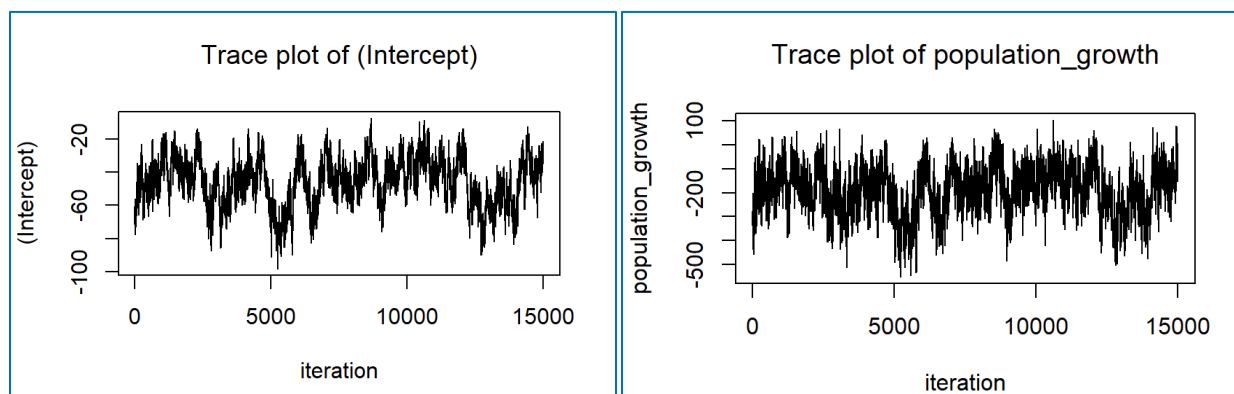 Trace plot of (Intercept)
(Intercept)
-20
-60
-100
0 5000 10000 15000
iteration
Trace plot of population_growth
population_growth
100
-200
-500
0 5000 10000 15000
iteration